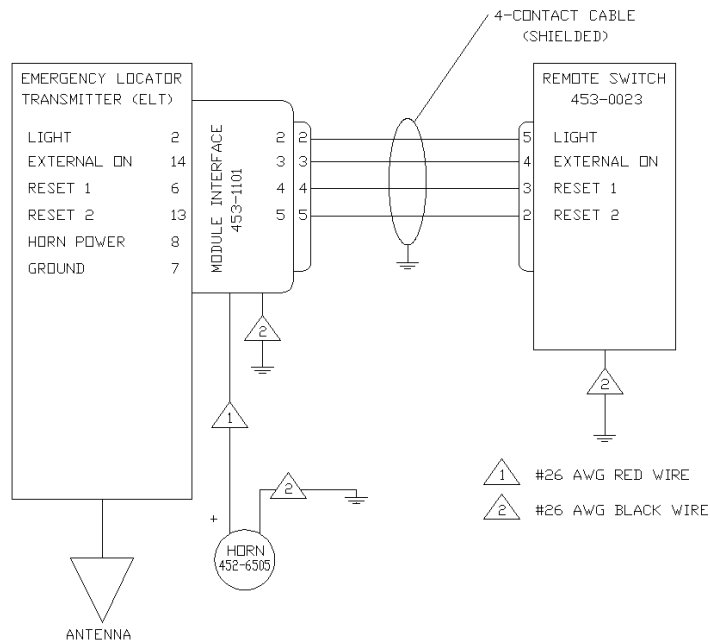 4-CONTACT CABLE
(SHIELDED)
EMERGENCY LOCATOR
TRANSMITTER (ELT)
LIGHT 2
EXTERNAL ON 14
RESET 1 6
RESET 2 13
HORN POWER 8
GROUND 7
MODULE INTERFACE
453-1101
2 2
3 3
4 4
5 5
REMOTE SWITCH
453-0023
5 LIGHT
4 EXTERNAL ON
3 RESET 1
2 RESET 2
2
2
1
2
1 #26 AWG RED WIRE
2 #26 AWG BLACK WIRE
+
HORN
452-6505
ANTENNA